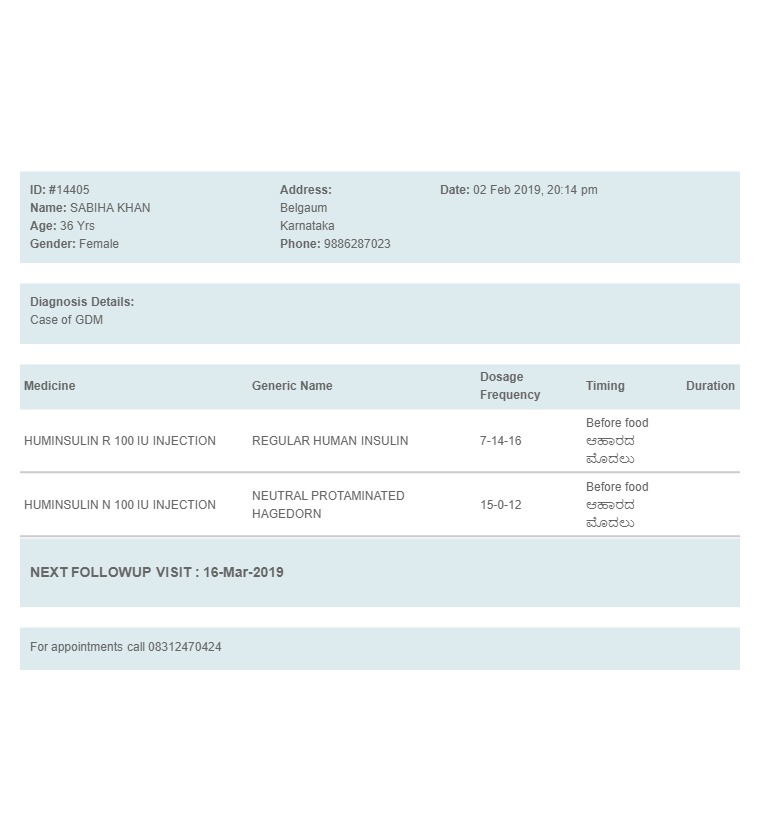 ID: #14405
Name: SABIHA KHAN
Age: 36 Yrs
Gender: Female
Address:
Belgaum
Karnataka
Phone: 9886287023
Date: 02 Feb 2019, 20:14 pm
Diagnosis Details:
Case of GDM
Medicine Generic Name Dosage Frequency Timing Duration
HUMINSULIN R 100 IU INJECTION REGULAR HUMAN INSULIN 7-14-16 Before food
ಆಹಾರದ
ಮೊದಲು
HUMINSULIN N 100 IU INJECTION NEUTRAL PROTAMINATED HAGEDORN 15-0-12 Before food
ಆಹಾರದ
ಮೊದಲು
NEXT FOLLOWUP VISIT : 16-Mar-2019
For appointments call 08312470424